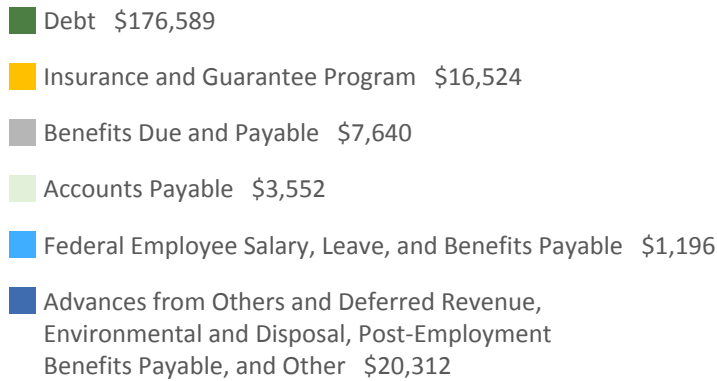 Debt $176,589
Insurance and Guarantee Program $16,524
Benefits Due and Payable $7,640
Accounts Payable $3,552
Federal Employee Salary, Leave, and Benefits Payable $1,196
Advances from Others and Deferred Revenue,
Environmental and Disposal, Post-Employment
Benefits Payable, and Other $20,312